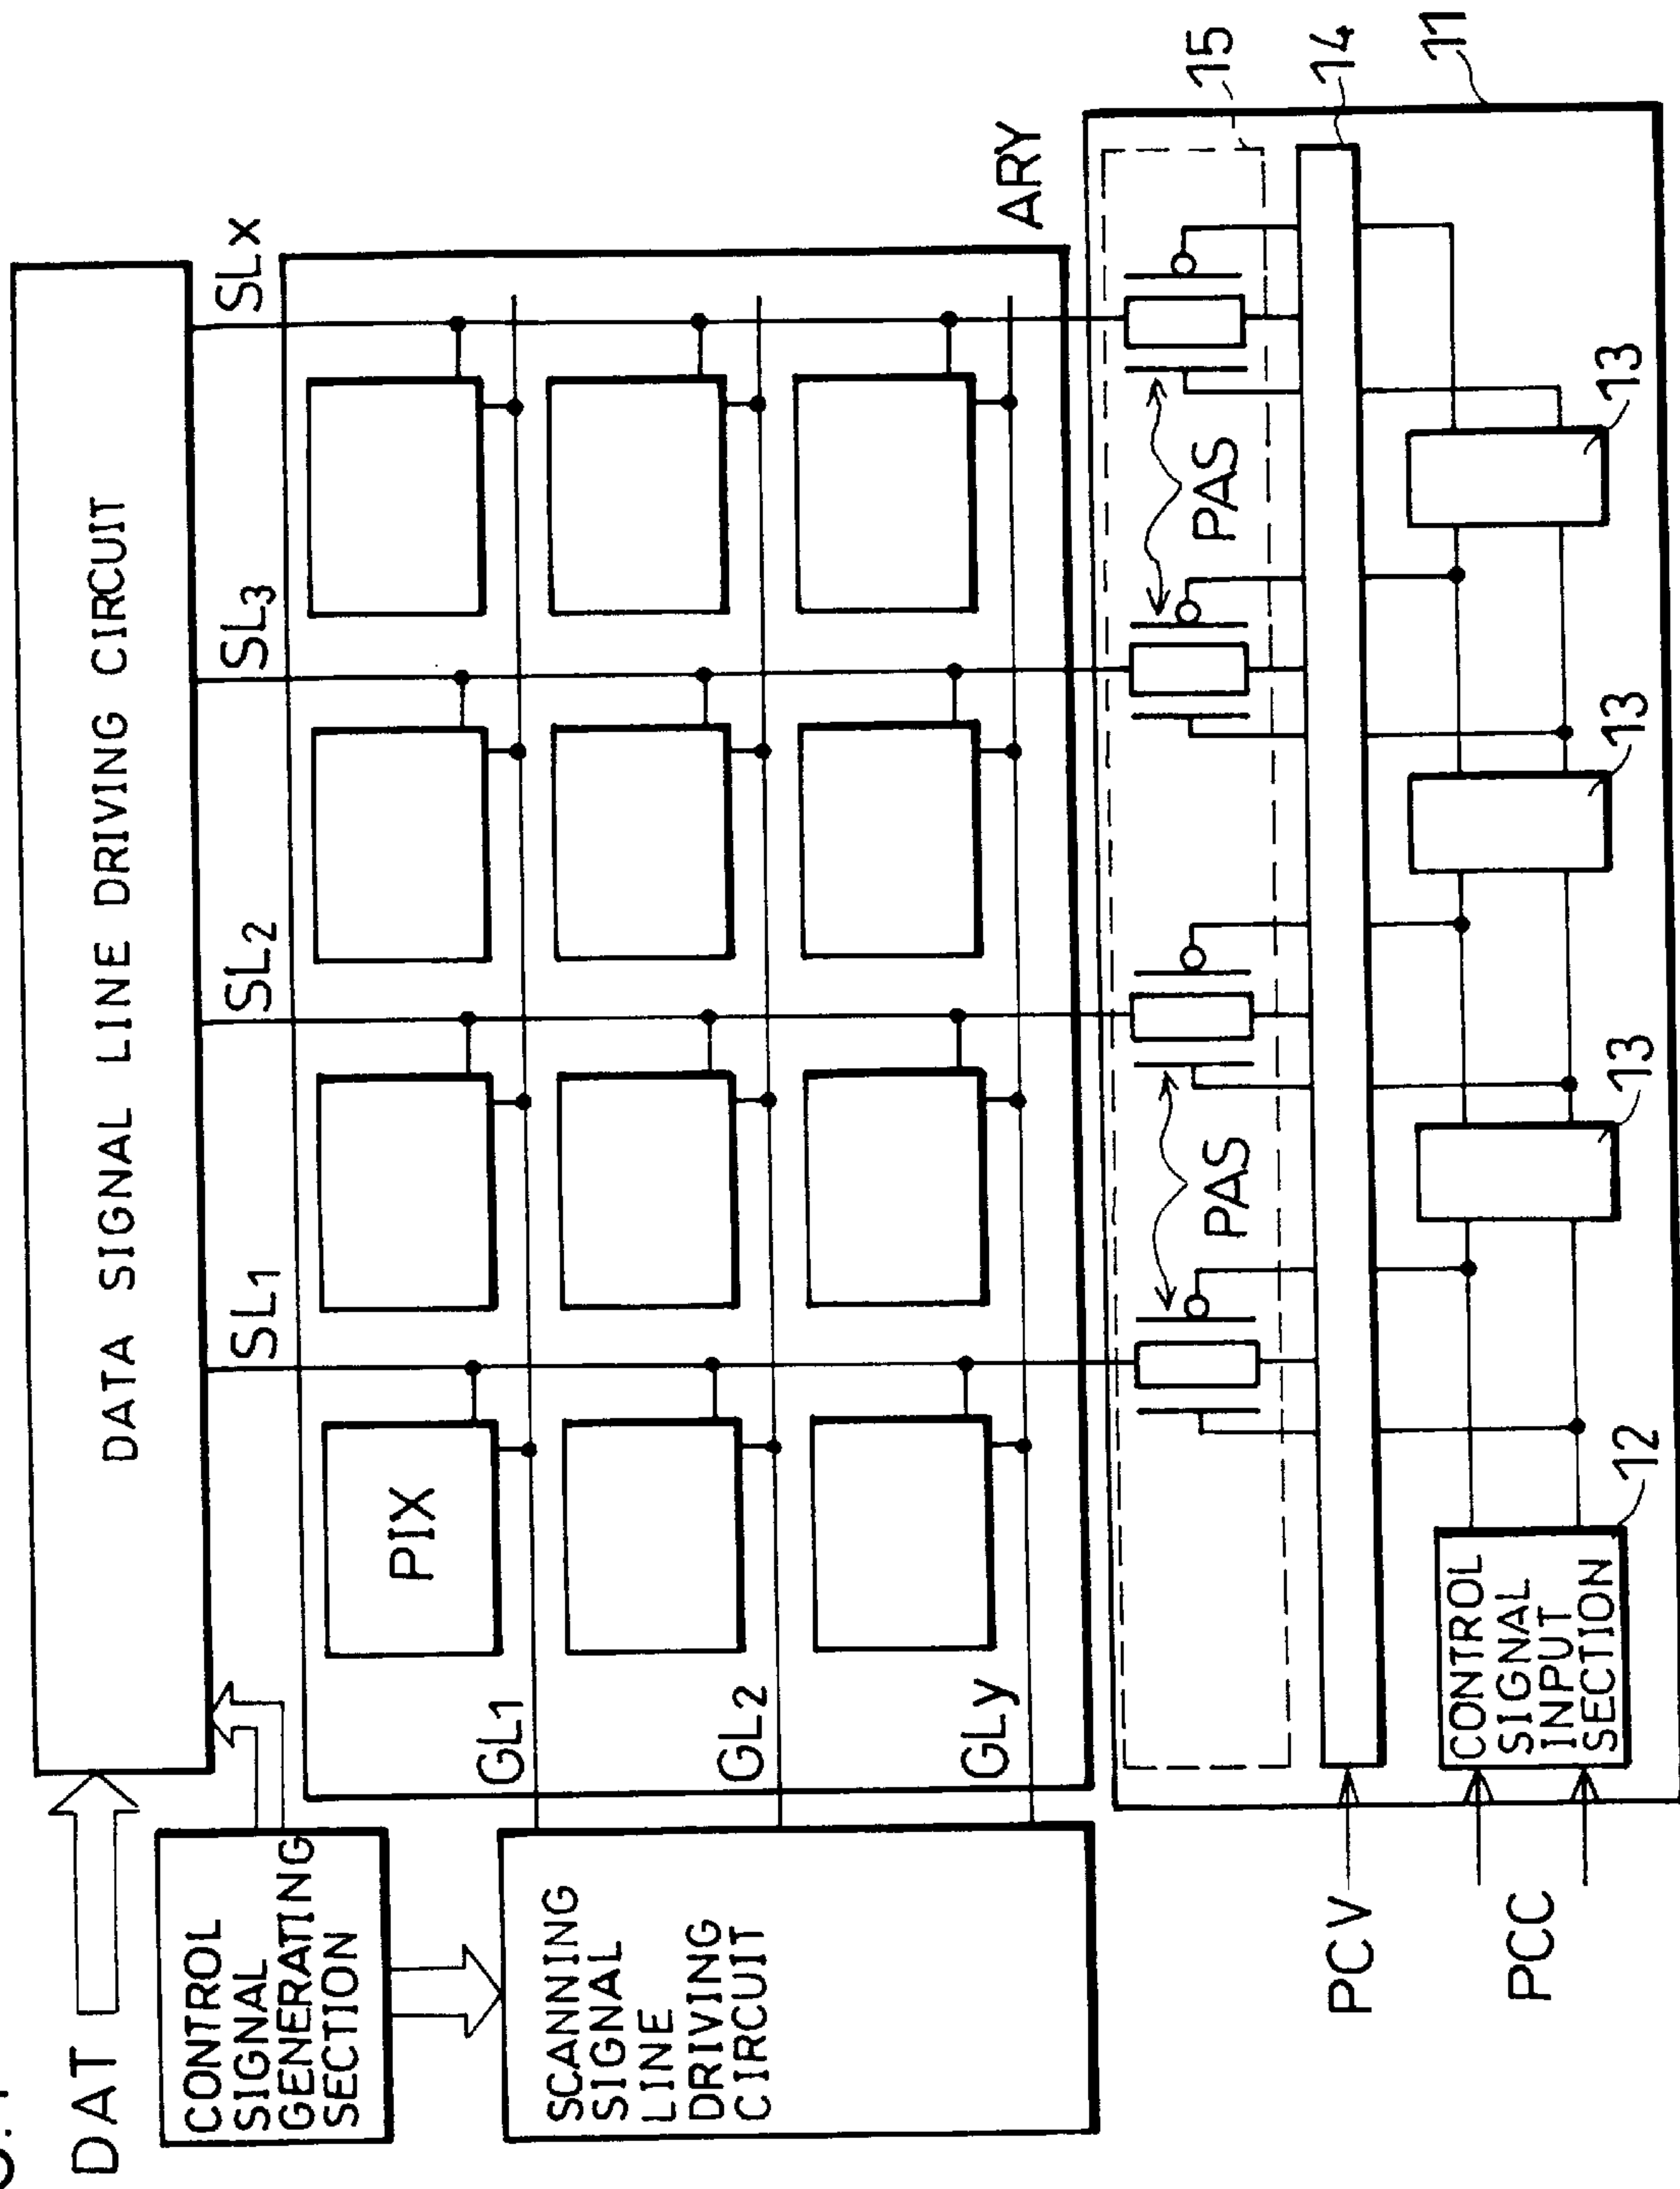 DAT
DATA SIGNAL LINE DRIVING CIRCUIT
CONTROL
SIGNAL
GENERATING
SECTION
SL1
SL2
SL3
SLx
SCANNING
SIGNAL
LINE
DRIVING
CIRCUIT
PIX
GL1
GL2
GLy
ARY
PAS
PAS
15
14
11
PCV
PCC
CONTROL
SIGNAL
INPUT
SECTION
12
13
13
13